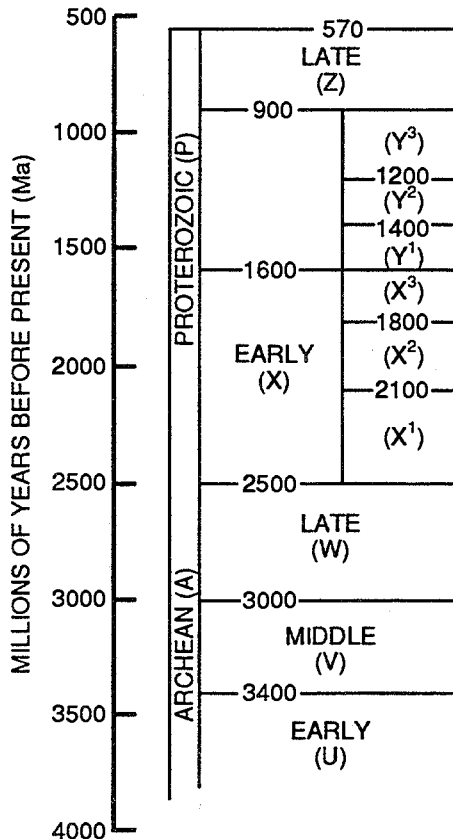 MILLIONS OF YEARS BEFORE PRESENT (Ma)
500
1000
1500
2000
2500
3000
3500
4000
PROTEROZOIC (P)
ARCHEAN (A)
570
LATE
(Z)
900
(Y³)
1200
(Y²)
1400
(Y¹)
1600
(X³)
1800
EARLY
(X)
(X²)
2100
(X¹)
2500
LATE
(W)
3000
MIDDLE
(V)
3400
EARLY
(U)